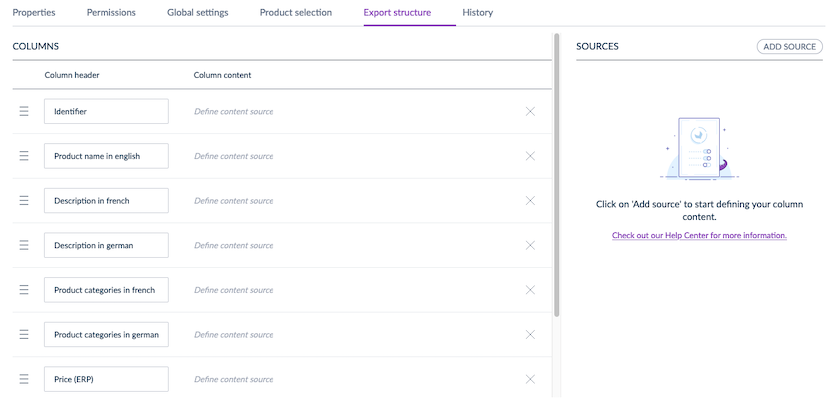 Properties Permissions Global settings Product selection Export structure History
COLUMNS
Column header Column content
Identifier Define content source
Product name in english Define content source
Description in french Define content source
Description in german Define content source
Product categories in french Define content source
Product categories in german Define content source
Price (ERP) Define content source
SOURCES ADD SOURCE
Click on 'Add source' to start defining your column
content.
Check out our Help Center for more information.